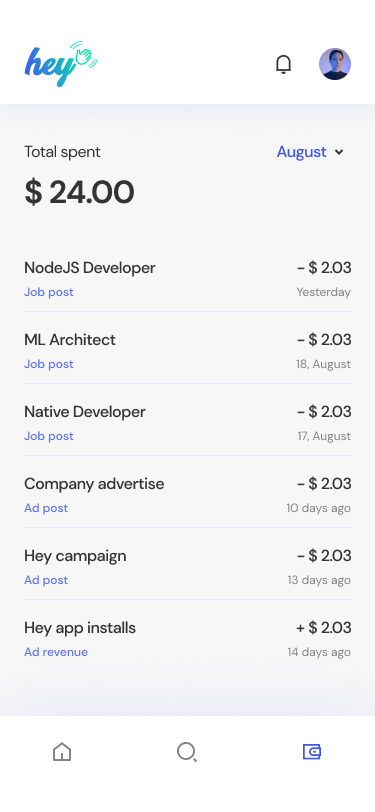 hey
Total spent
August
$ 24.00
NodeJS Developer
- $ 2.03
Job post
Yesterday
ML Architect
- $ 2.03
Job post
18, August
Native Developer
- $ 2.03
Job post
17, August
Company advertise
- $ 2.03
Ad post
10 days ago
Hey campaign
- $ 2.03
Ad post
13 days ago
Hey app installs
+ $ 2.03
Ad revenue
14 days ago